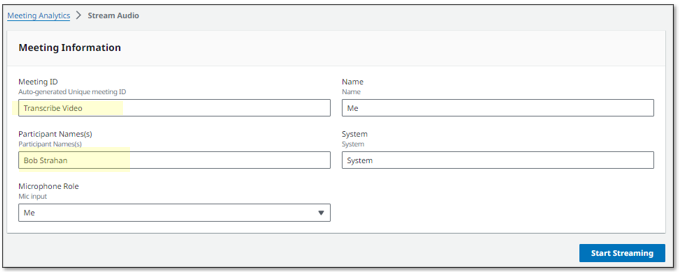 Meeting Analytics > Stream Audio
Meeting Information
Meeting ID
Auto-generated Unique meeting ID
Transcribe Video
Name
Name
Me
Participant Names(s)
Participant Names(s)
Bob Strahan
System
System
System
Microphone Role
Mic input
Me
Start Streaming